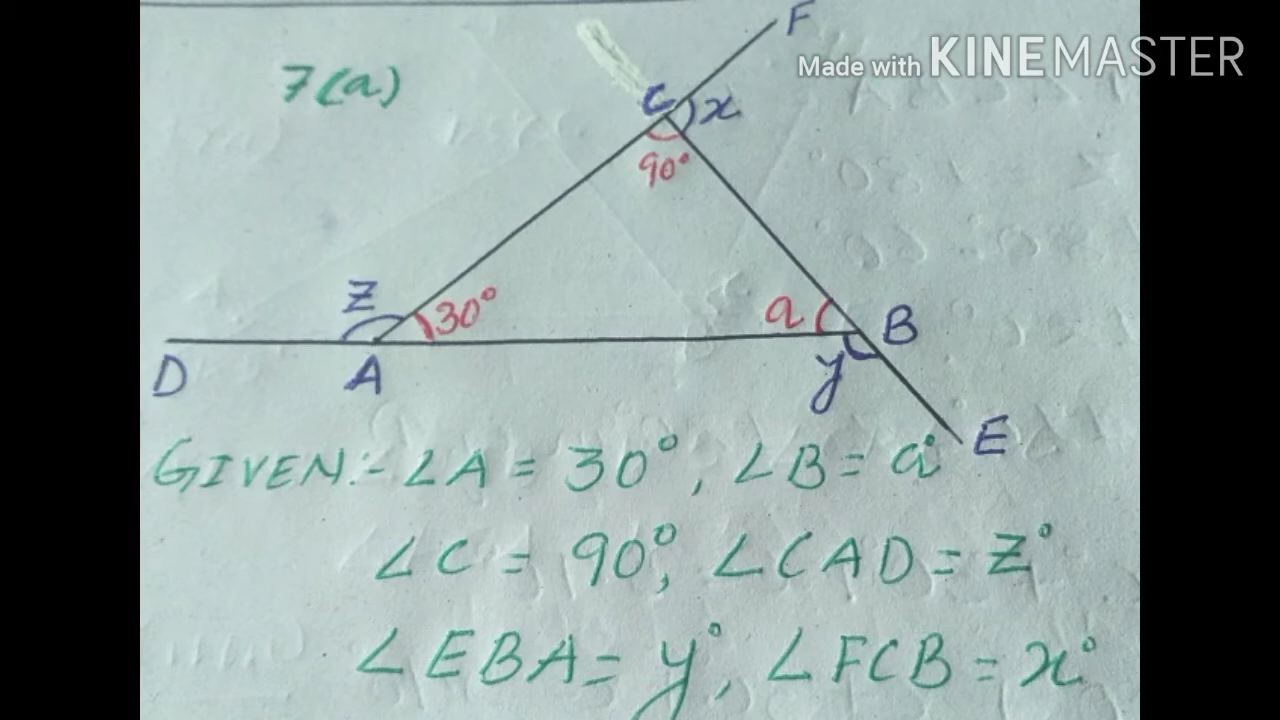 F
Made with KINEMASTER
7(a)
C x
90°
Z
30°
a B
D A y
E
GIVEN:- ∠A = 30°, ∠B = a°
∠C = 90°, ∠CAD = Z°
∠EBA = y°, ∠FCB = x°